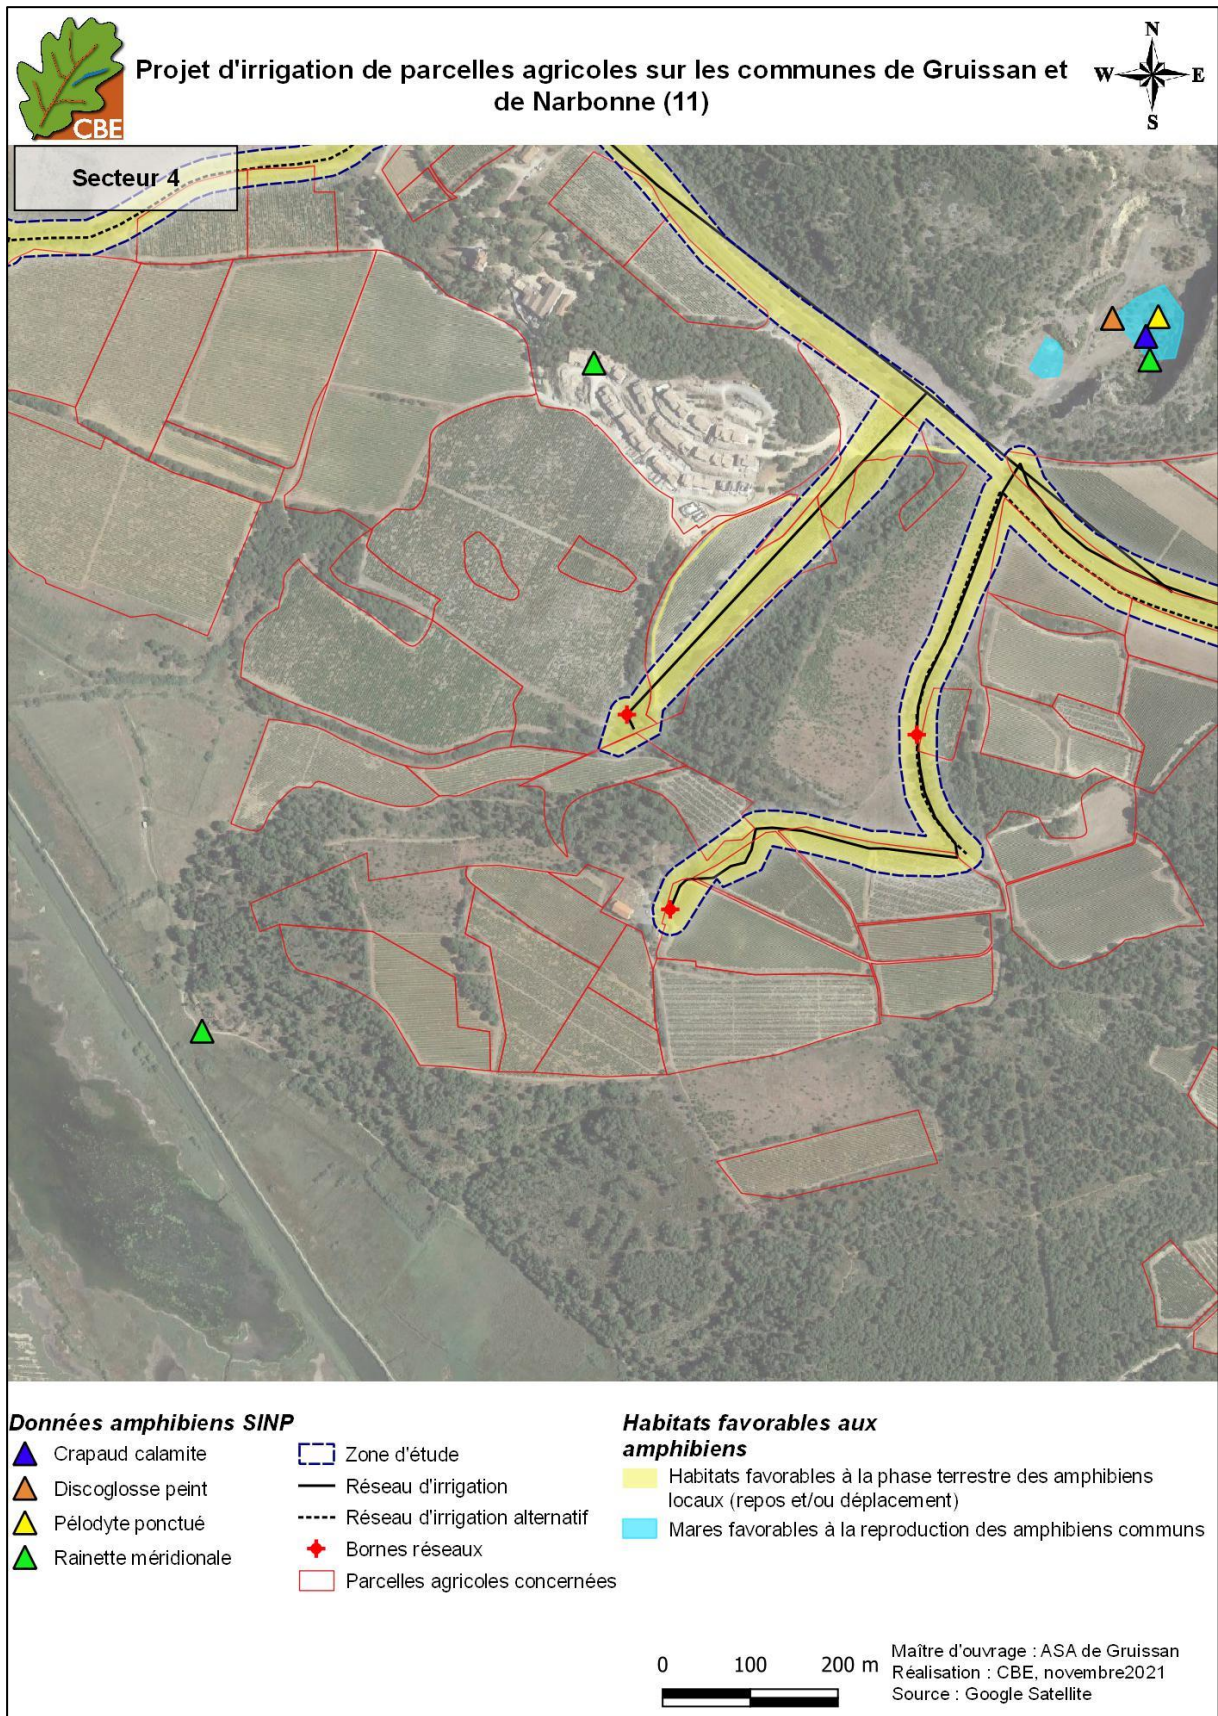 CBE
Projet d'irrigation de parcelles agricoles sur les communes de Gruissan et
de Narbonne (11)
N
W
E
S
Secteur 4
Données amphibiens SINP
Crapaud calamite
Discoglosse peint
Pélodyte ponctué
Rainette méridionale
Zone d'étude
Réseau d'irrigation
Réseau d'irrigation alternatif
Bornes réseaux
Parcelles agricoles concernées
Habitats favorables aux
amphibiens
Habitats favorables à la phase terrestre des amphibiens
locaux (repos et/ou déplacement)
Mares favorables à la reproduction des amphibiens communs
0 100 200 m
Maître d'ouvrage : ASA de Gruissan
Réalisation : CBE, novembre2021
Source : Google Satellite